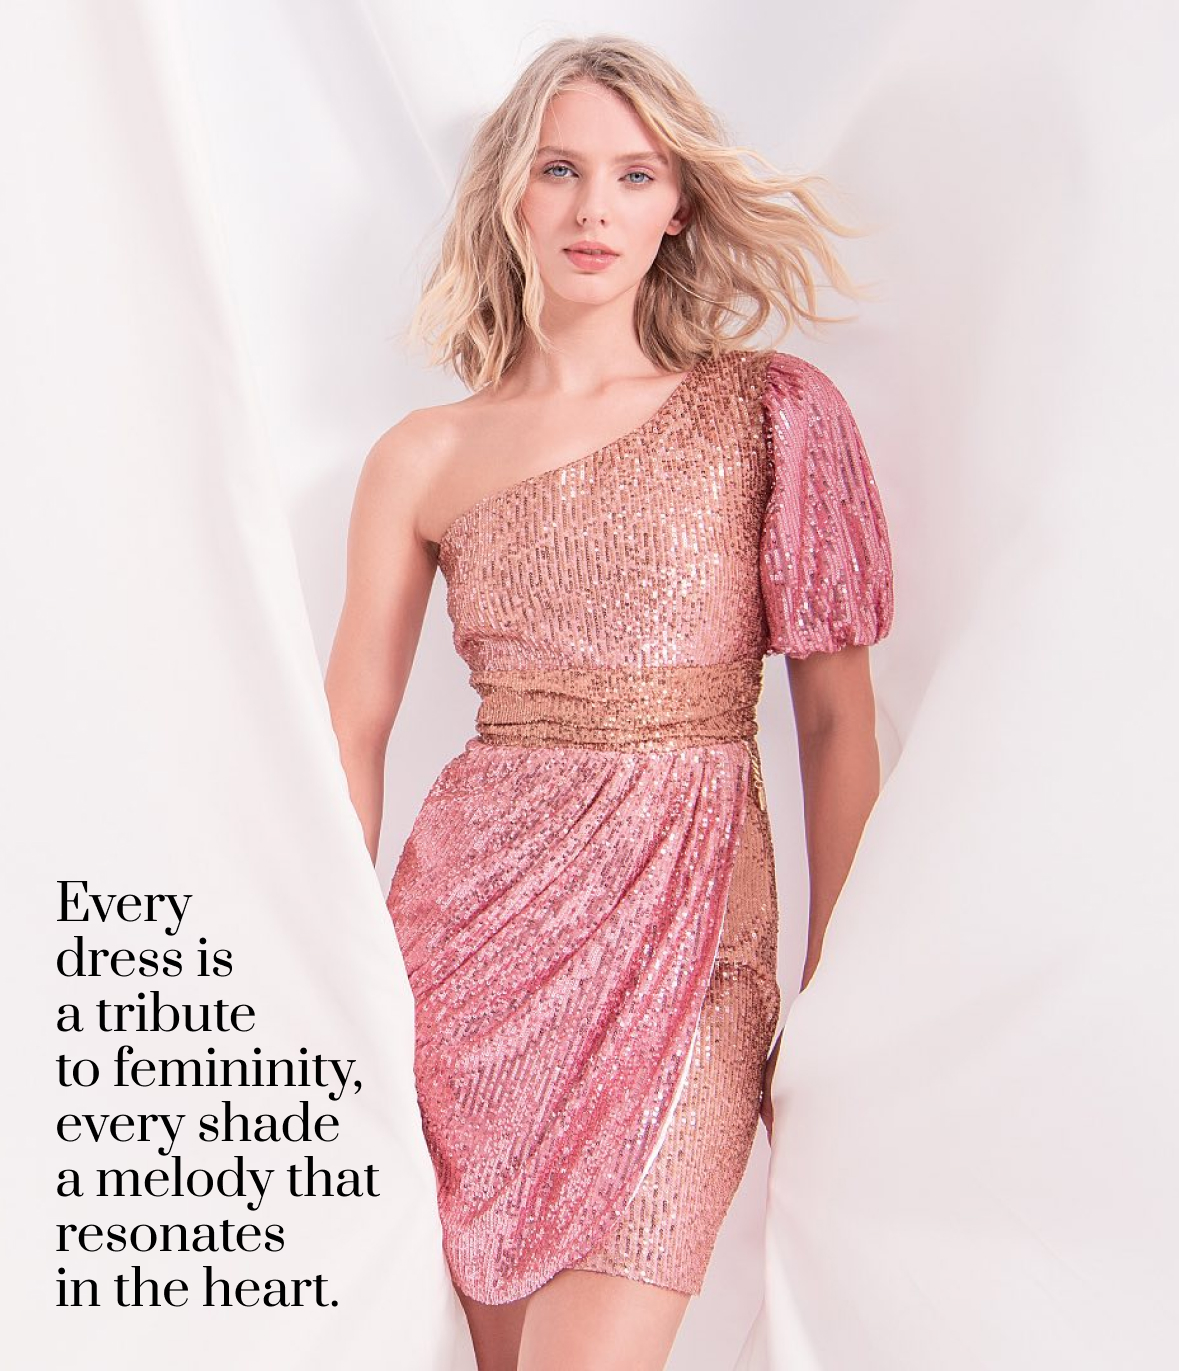 Every
dress is
a tribute
to femininity,
every shade
a melody that
resonates
in the heart.